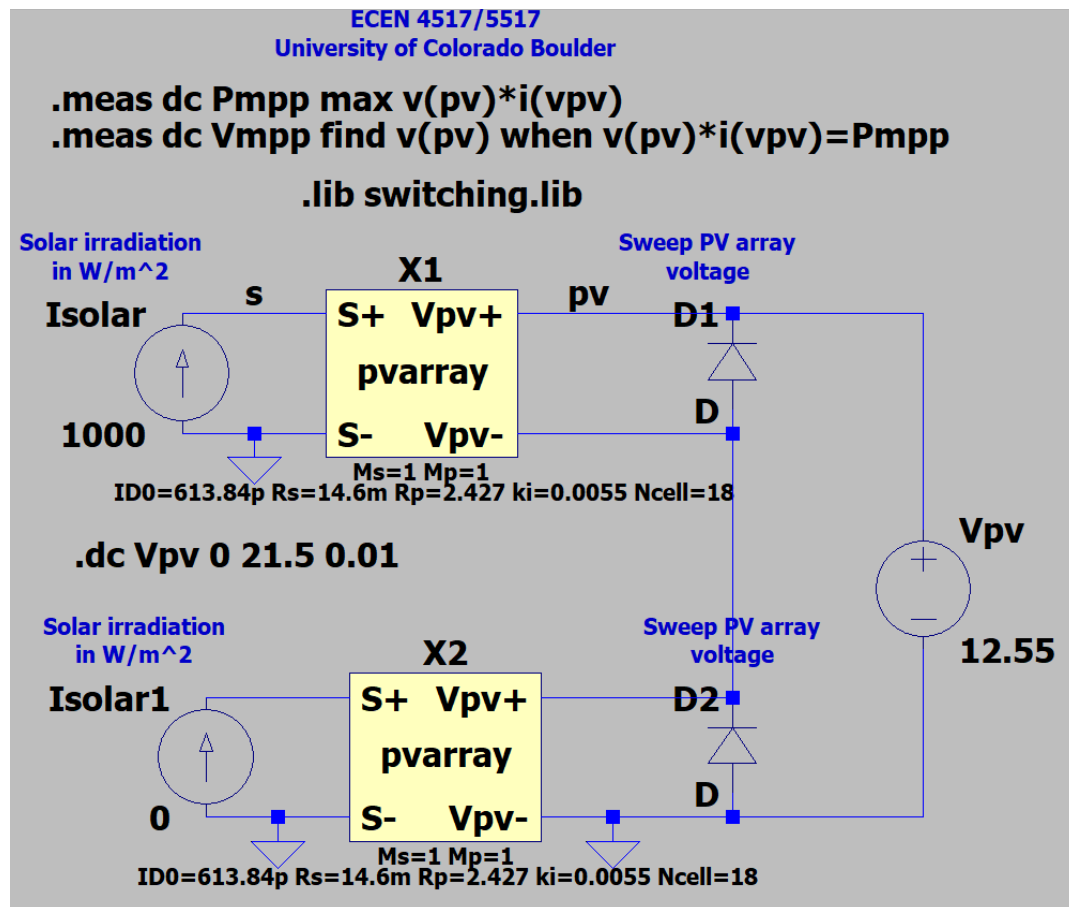 ECEN 4517/5517
University of Colorado Boulder
.meas dc Pmpp max v(pv)*i(vpv)
.meas dc Vmpp find v(pv) when v(pv)*i(vpv)=Pmpp
.lib switching.lib
Solar irradiation
in W/m^2
Sweep PV array
voltage
X1
s
pv
Isolar
S+ Vpv+
D1
pvarray
D
1000
S- Vpv-
Ms=1 Mp=1
ID0=613.84p Rs=14.6m Rp=2.427 ki=0.0055 Ncell=18
Vpv
.dc Vpv 0 21.5 0.01
12.55
Solar irradiation
in W/m^2
Sweep PV array
voltage
X2
Isolar1
S+ Vpv+
D2
pvarray
D
0
S- Vpv-
Ms=1 Mp=1
ID0=613.84p Rs=14.6m Rp=2.427 ki=0.0055 Ncell=18